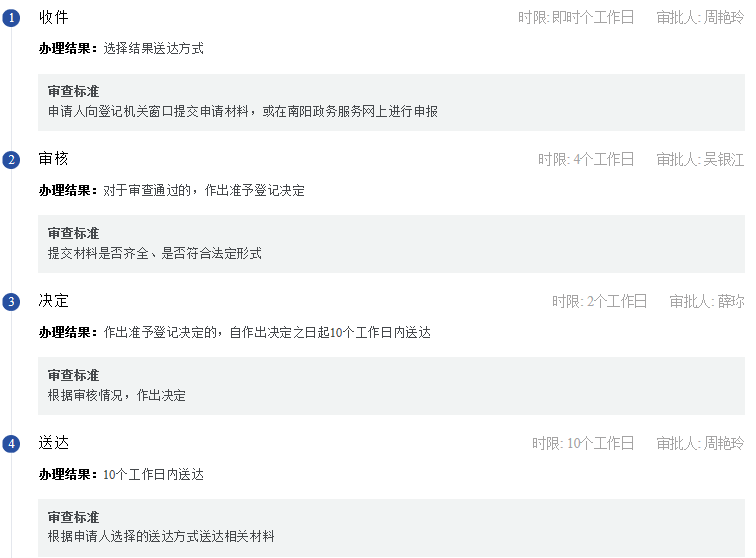 1 收件 时限: 即时个工作日 审批人: 周艳玲
办理结果：选择结果送达方式
审查标准
申请人向登记机关窗口提交申请材料，或在南阳政务服务网上进行申报
2 审核 时限: 4个工作日 审批人: 吴银江
办理结果：对于审查通过的，作出准予登记决定
审查标准
提交材料是否齐全、是否符合法定形式
3 决定 时限: 2个工作日 审批人: 薛珎
办理结果：作出准予登记决定的，自作出决定之日起10个工作日内送达
审查标准
根据审核情况，作出决定
4 送达 时限: 10个工作日 审批人: 周艳玲
办理结果：10个工作日内送达
审查标准
根据申请人选择的送达方式送达相关材料